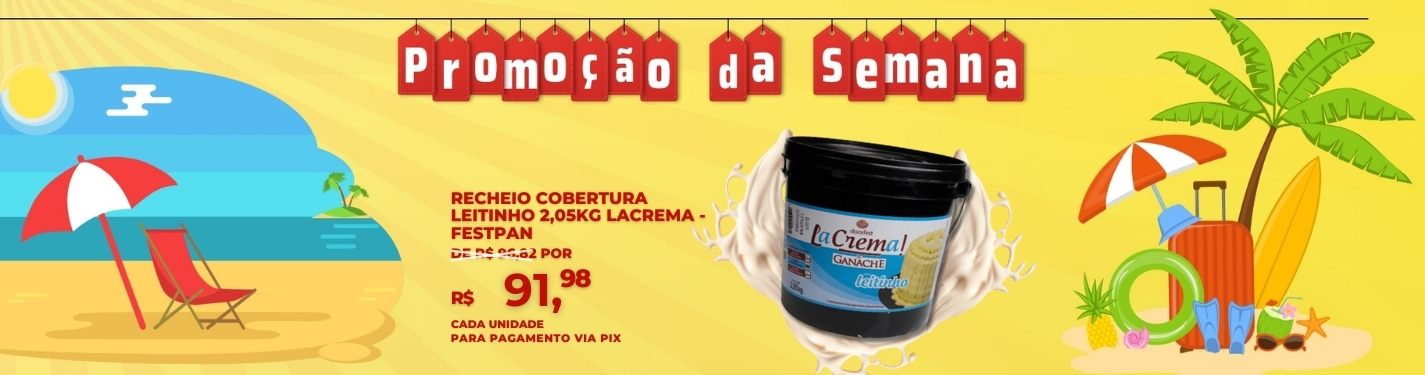 Promoção da Semana
RECHEIO COBERTURA
LEITINHO 2,05KG LACREMA -
FESTPAN
DE R$ 96,82 POR
R$ 91,98
CADA UNIDADE
PARA PAGAMENTO VIA PIX
docefest
La Crema!
GANACHE
leitinho